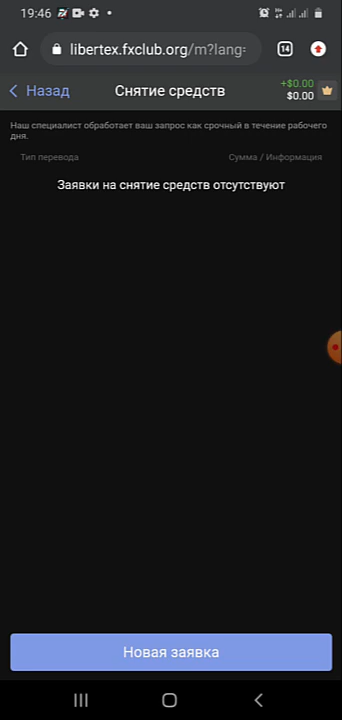 19:46
14
libertex.fxclub.org/m?lang=
Назад
Снятие средств
+$0.00
$0.00
Наш специалист обработает ваш запрос как срочный в течение рабочего
дня.
Тип перевода
Сумма / Информация
Заявки на снятие средств отсутствуют
Новая заявка